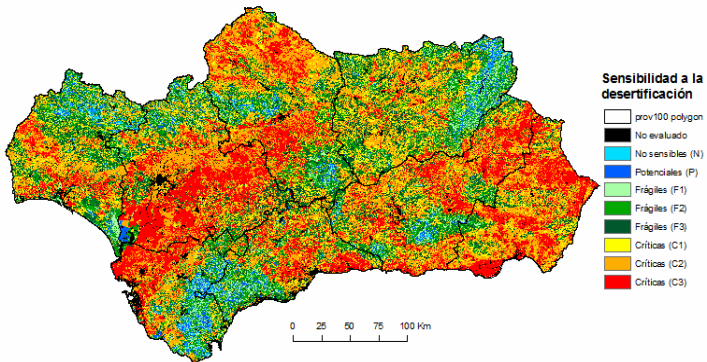 Sensibilidad a la
desertificación
prov100 polygon
No evaluado
No sensibles (N)
Potenciales (P)
Frágiles (F1)
Frágiles (F2)
Frágiles (F3)
Críticas (C1)
Críticas (C2)
Críticas (C3)
0 25 50 75 100 Km